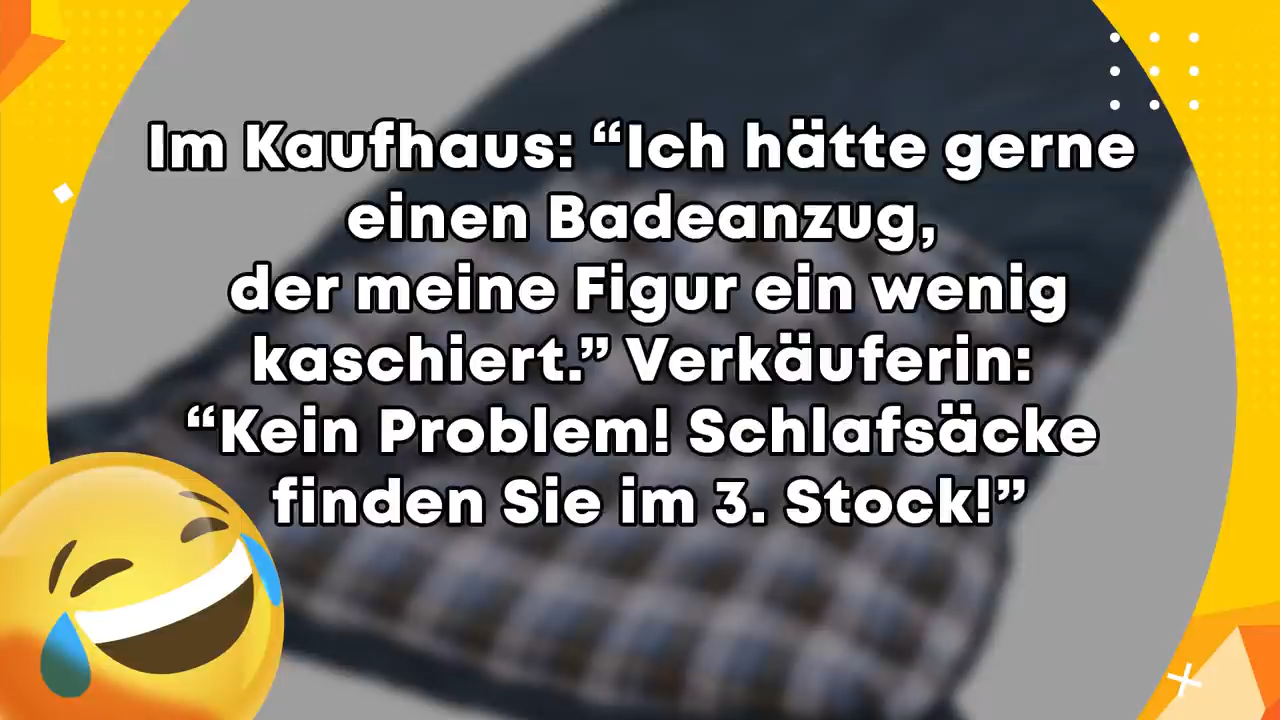 Im Kaufhaus: “Ich hätte gerne
einen Badeanzug,
der meine Figur ein wenig
kaschiert.” Verkäuferin:
“Kein Problem! Schlafsäcke
finden Sie im 3. Stock!”